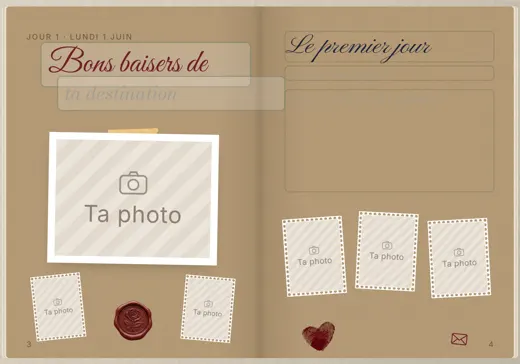 JOUR 1 · LUNDI 1 JUIN
Bons baisers de
ta destination
Ta photo
Ta photo
Ta photo
3
Le premier jour
Ta photo
Ta photo
Ta photo
4